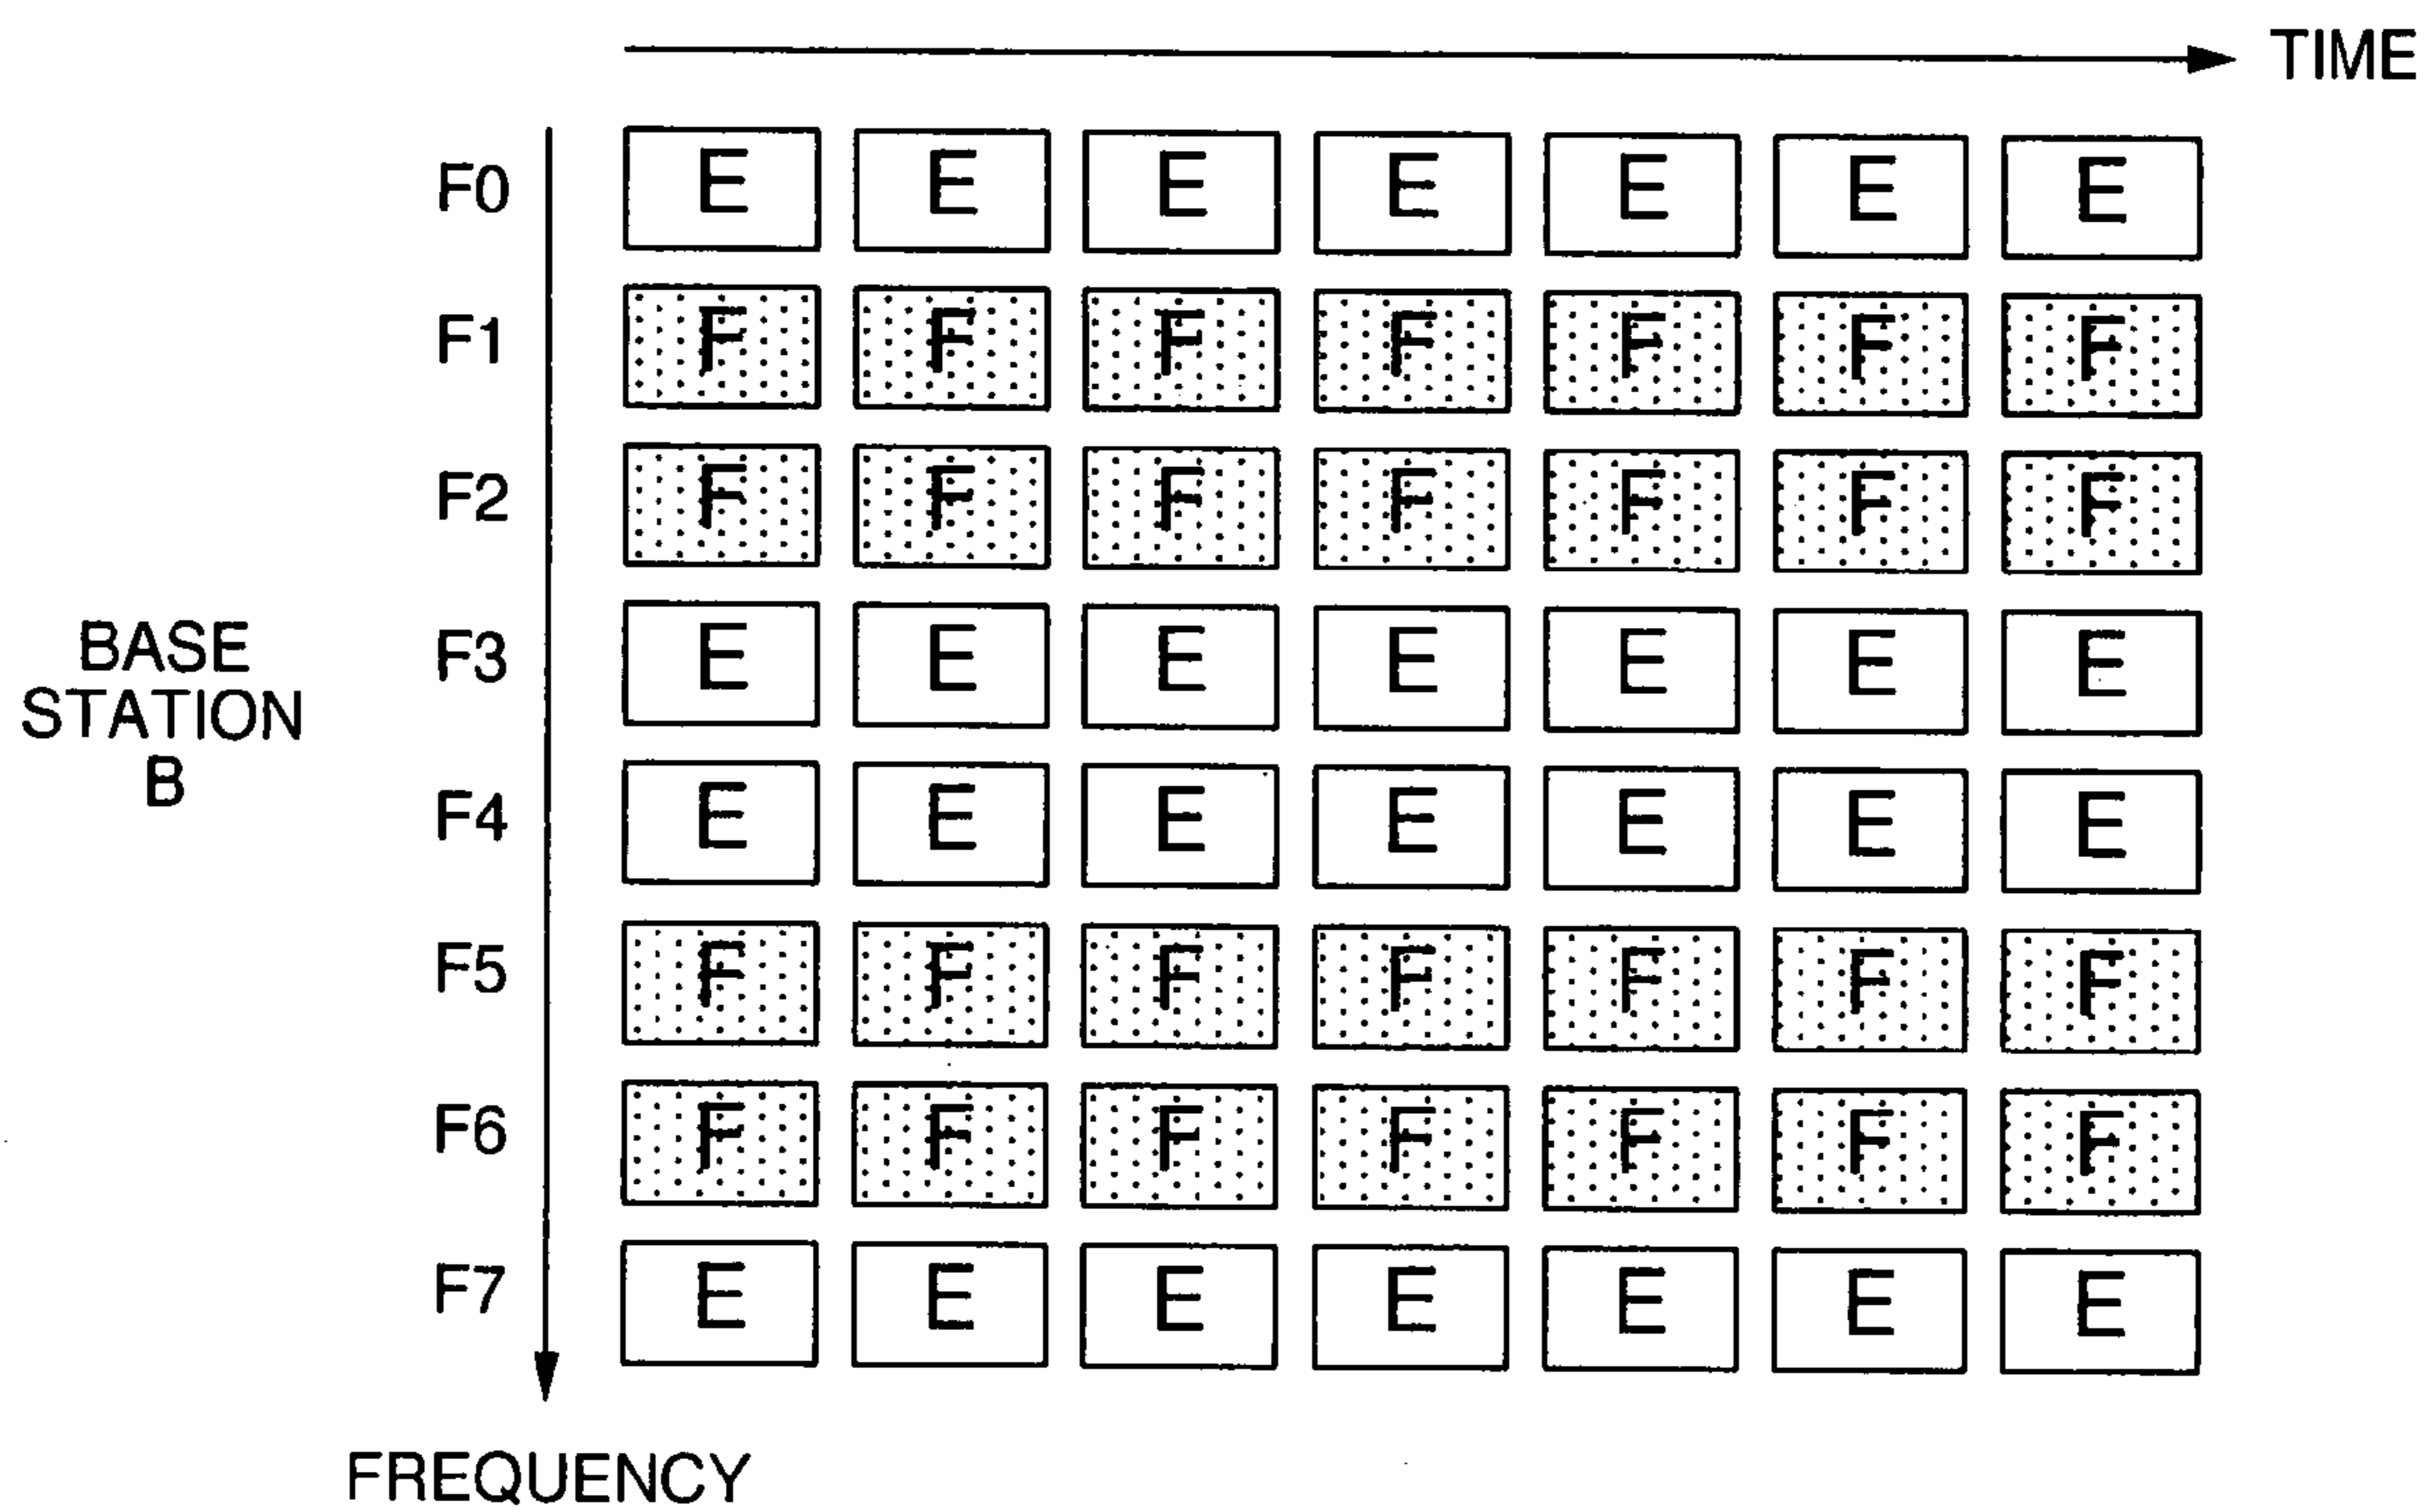 TIME
F0 E E E E E E E
F1 F F F F F F F
F2 F F F F F F F
F3 E E E E E E E
BASE
STATION
B
F4 E E E E E E E
F5 F F F F F F F
F6 F F F F F F F
F7 E E E E E E E
FREQUENCY